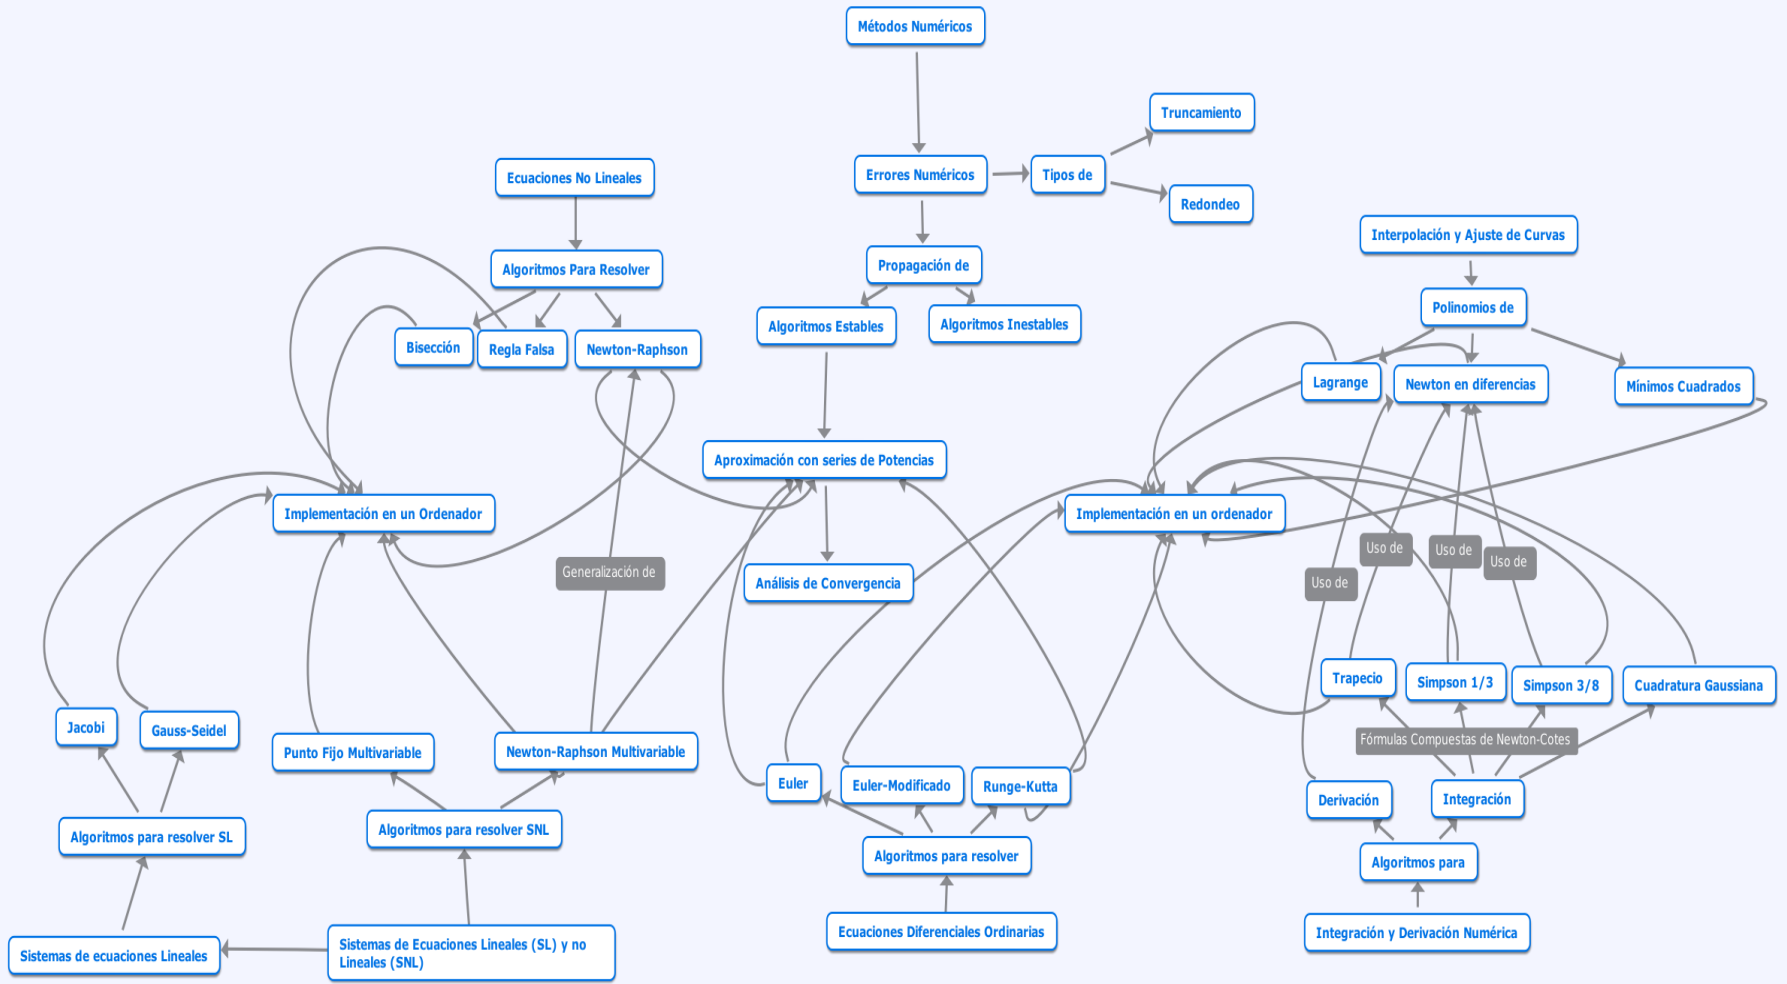 Métodos Numéricos
Truncamiento
Errores Numéricos
Tipos de
Ecuaciones No Lineales
Redondeo
Interpolación y Ajuste de Curvas
Algoritmos Para Resolver
Propagación de
Polinomios de
Algoritmos Estables
Algoritmos Inestables
Bisección
Regla Falsa
Newton-Raphson
Lagrange
Newton en diferencias
Mínimos Cuadrados
Aproximación con series de Potencias
Implementación en un Ordenador
Implementación en un ordenador
Uso de
Uso de
Uso de
Uso de
Generalización de
Análisis de Convergencia
Trapecio
Simpson 1/3
Simpson 3/8
Cuadratura Gaussiana
Jacobi
Gauss-Seidel
Punto Fijo Multivariable
Newton-Raphson Multivariable
Fórmulas Compuestas de Newton-Cotes
Euler
Euler-Modificado
Runge-Kutta
Derivación
Integración
Algoritmos para resolver SL
Algoritmos para resolver SNL
Algoritmos para resolver
Algoritmos para
Sistemas de ecuaciones Lineales
Sistemas de Ecuaciones Lineales (SL) y no
Lineales (SNL)
Ecuaciones Diferenciales Ordinarias
Integración y Derivación Numérica